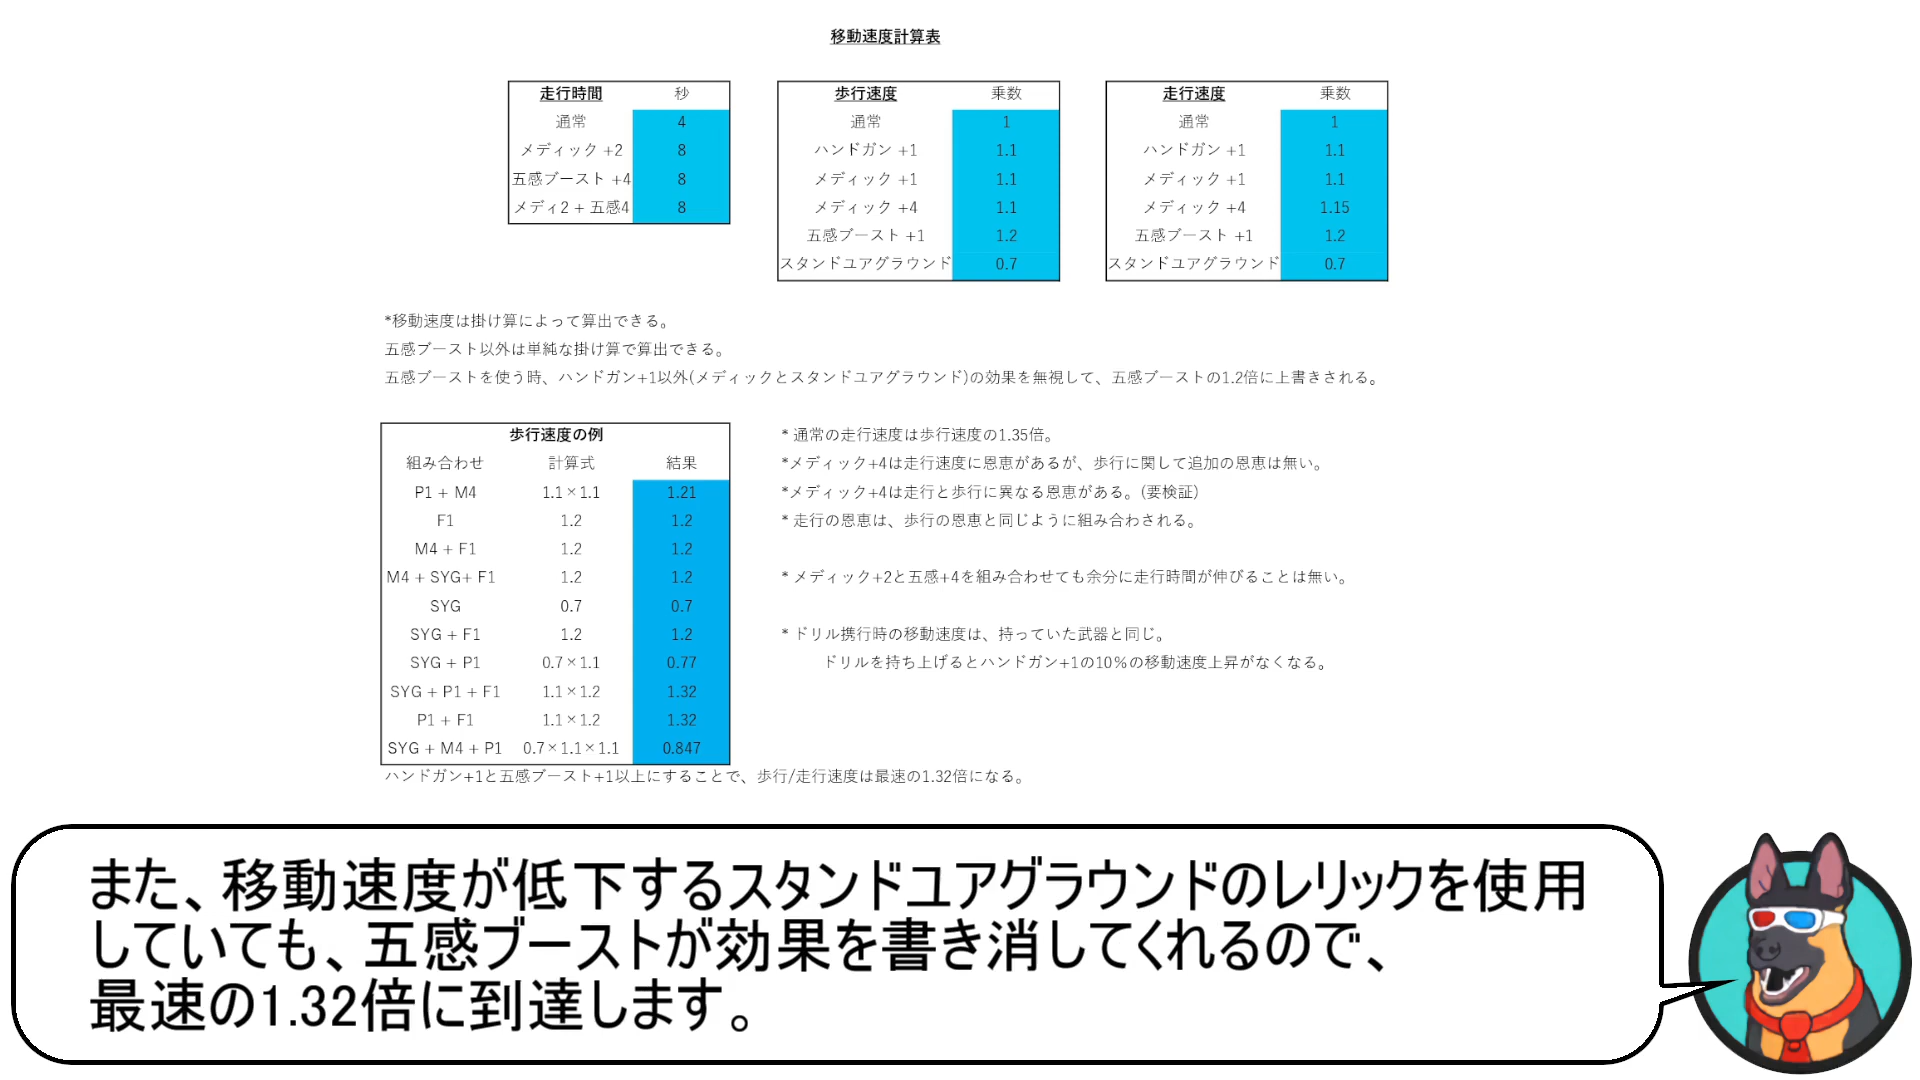 移動速度計算表
走行時間 秒
通常 4
メディック +2 8
五感ブースト +4 8
メディ2 + 五感4 8
歩行速度 乗数
通常 1
ハンドガン +1 1.1
メディック +1 1.1
メディック +4 1.1
五感ブースト +1 1.2
スタンドユアグラウンド 0.7
走行速度 乗数
通常 1
ハンドガン +1 1.1
メディック +1 1.1
メディック +4 1.15
五感ブースト +1 1.2
スタンドユアグラウンド 0.7
*移動速度は掛け算によって算出できる。
五感ブースト以外は単純な掛け算で算出できる。
五感ブーストを使う時、ハンドガン+1以外(メディックとスタンドユアグラウンド)の効果を無視して、五感ブーストの1.2倍に上書きされる。
歩行速度の例
組み合わせ 計算式 結果
P1 + M4 1.1×1.1 1.21
F1 1.2 1.2
M4 + F1 1.2 1.2
M4 + SYG+ F1 1.2 1.2
SYG 0.7 0.7
SYG + F1 1.2 1.2
SYG + P1 0.7×1.1 0.77
SYG + P1 + F1 1.1×1.2 1.32
P1 + F1 1.1×1.2 1.32
SYG + M4 + P1 0.7×1.1×1.1 0.847
ハンドガン+1と五感ブースト+1以上にすることで、歩行/走行速度は最速の1.32倍になる。
* 通常の走行速度は歩行速度の1.35倍。
*メディック+4は走行速度に恩恵があるが、歩行に関して追加の恩恵は無い。
*メディック+4は走行と歩行に異なる恩恵がある。(要検証)
* 走行の恩恵は、歩行の恩恵と同じように組み合わされる。
* メディック+2と五感+4を組み合わせても余分に走行時間が伸びることは無い。
* ドリル携行時の移動速度は、持っていた武器と同じ。
ドリルを持ち上げるとハンドガン+1の10%の移動速度上昇がなくなる。
また、移動速度が低下するスタンドユアグラウンドのレリックを使用
していても、五感ブーストが効果を書き消してくれるので、
最速の1.32倍に到達します。